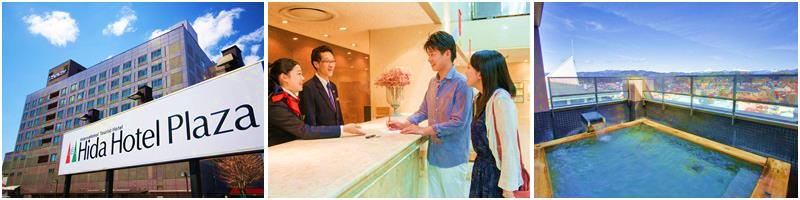 International Tourist Hotel
Hida Hotel Plaza